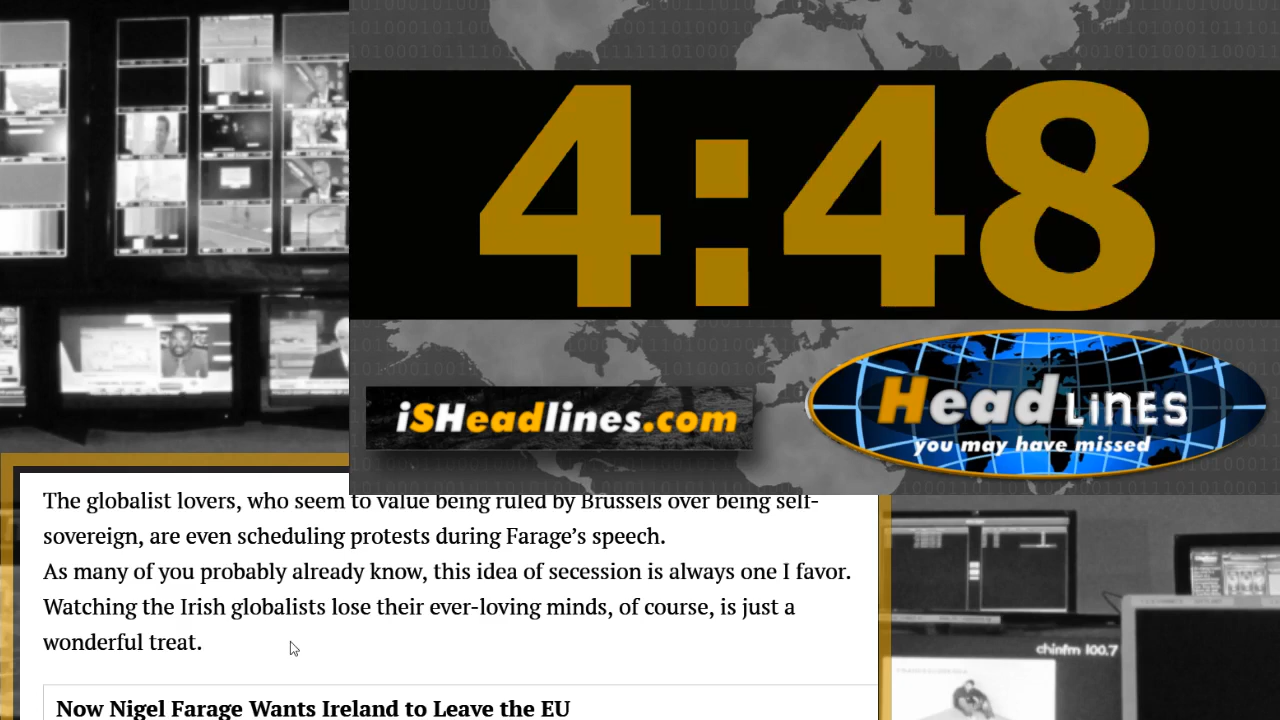 4:48
iSHeadlines.com
HeadLINES
you may have missed
The globalist lovers, who seem to value being ruled by Brussels over being self-
sovereign, are even scheduling protests during Farage’s speech.
As many of you probably already know, this idea of secession is always one I favor.
Watching the Irish globalists lose their ever-loving minds, of course, is just a
wonderful treat.
chinfm 100.7
Now Nigel Farage Wants Ireland to Leave the EU